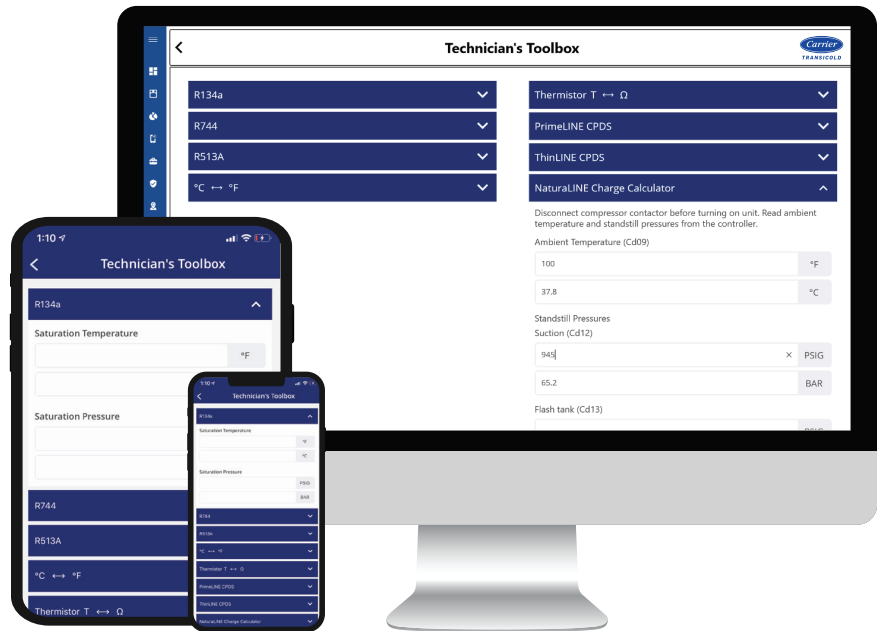 Technician's Toolbox
Carrier
TRANSICOLD
R134a
R744
R513A
°C ↔ °F
Thermistor T ↔ Ω
PrimeLINE CPDS
ThinLINE CPDS
NaturaLINE Charge Calculator
Disconnect compressor contactor before turning on unit. Read ambient
temperature and standstill pressures from the controller.
Ambient Temperature (Cd09)
100 °F
37.8 °C
Standstill Pressures
Suction (Cd12)
945 × PSIG
65.2 BAR
Flash tank (Cd13)
PSIG
1:10
Technician's Toolbox
R134a
Saturation Temperature
°F
Saturation Pressure
R744
R513A
°C ↔ °F
Thermistor T ↔ Ω
1:10
Technician's Toolbox
R134a
Saturation Temperature
°F
°C
Saturation Pressure
PSIG
BAR
R744
R513A
°C ↔ °F
Thermistor T ↔ Ω
PrimeLINE CPDS
ThinLINE CPDS
NaturaLINE Charge Calculator